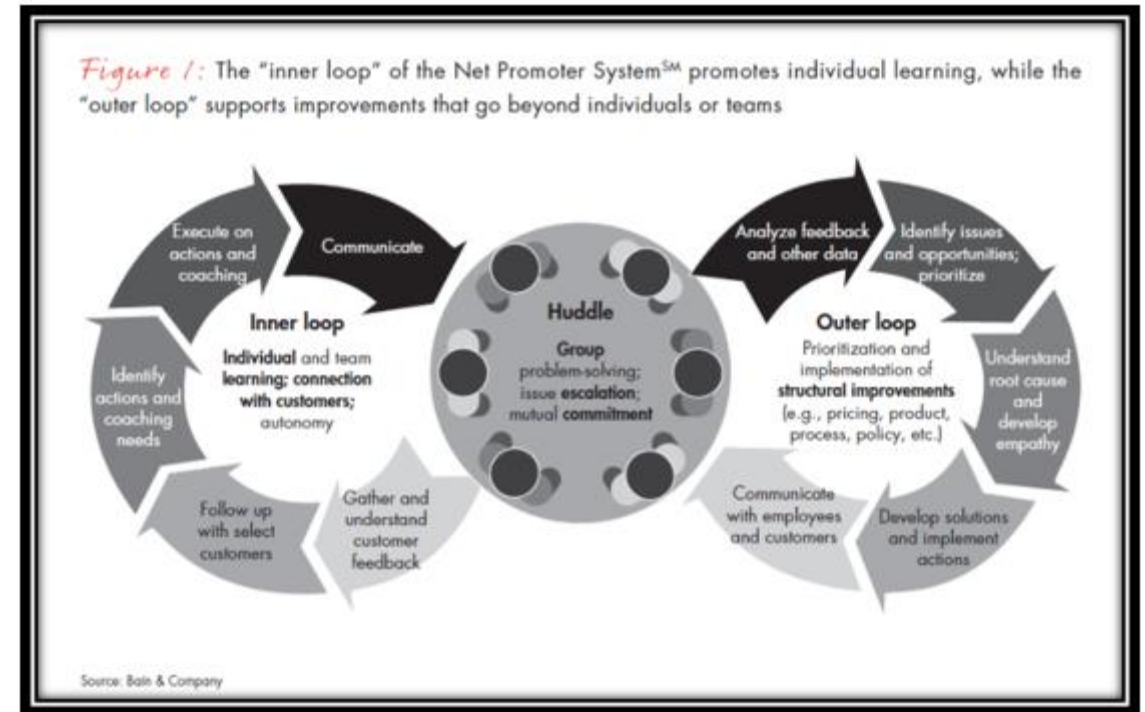 Figure 1: The "inner loop" of the Net Promoter System℠ promotes individual learning, while the
"outer loop" supports improvements that go beyond individuals or teams
Execute on
actions and
coaching
Communicate
Inner loop
Individual and team
learning; connection
with customers;
autonomy
Identify
actions and
coaching
needs
Follow up
with select
customers
Gather and
understand
customer
feedback
Huddle
Group
problem-solving;
issue escalation;
mutual commitment
Analyze feedback
and other data
Identify issues
and opportunities;
prioritize
Outer loop
Prioritization and
implementation of
structural improvements
(e.g., pricing, product,
process, policy, etc.)
Understand
root cause
and
develop
empathy
Develop solutions
and implement
actions
Communicate
with employees
and customers
Source: Bain & Company